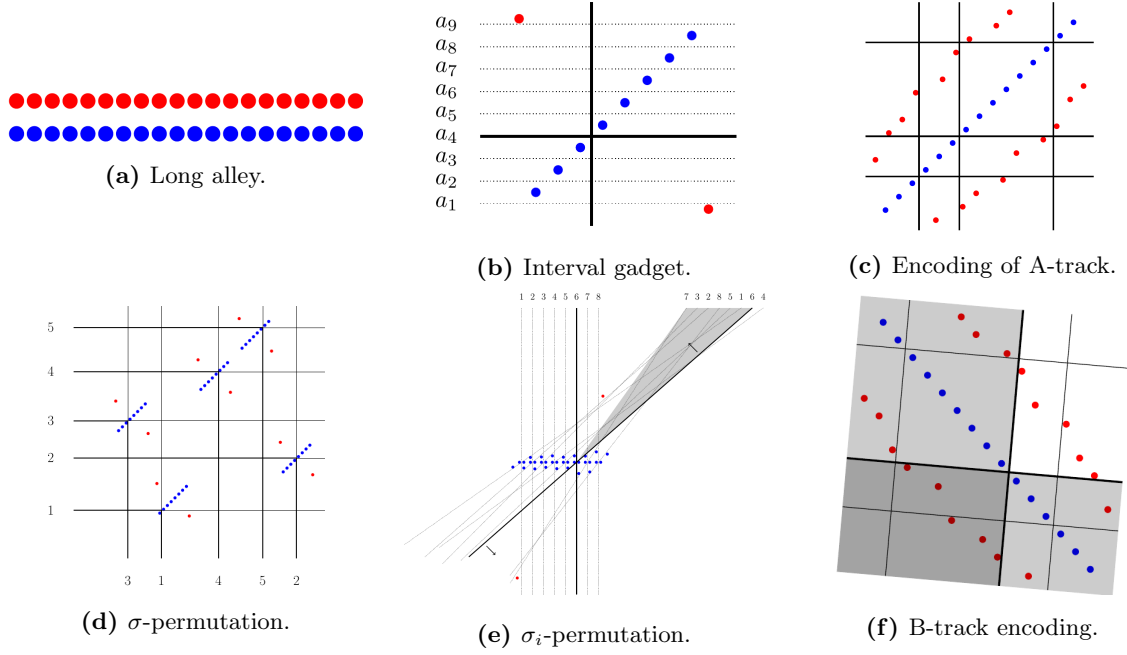 (a) Long alley.
a₉
a₈
a₇
a₆
a₅
a₄
a₃
a₂
a₁
(b) Interval gadget.
(c) Encoding of A-track.
5
4
3
2
1
3 1 4 5 2
(d) σ-permutation.
1 2 3 4 5 6 7 8 7 3 2 8 5 1 6 4
(e) σᵢ-permutation.
(f) B-track encoding.